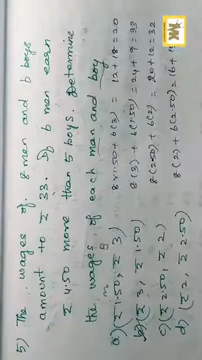 5) The wages of 8 men and 6 boys
amount to ₹ 33. If 6 men earn
₹ 4.50 more than 5 boys. Determine
the wages of each man and boy
a) (₹ 1.50, ₹ 3) 8×1.50 + 6(3) = 12+18=20
b) (₹ 3, ₹ 1.50) 8(3) + 6(1.50) = 24+9=33
c) (₹ 2.50, ₹ 2) 8(2.50) + 6(2) = 20+12=32
d) (₹ 2, ₹ 2.50) 8(2) + 6(2.50) = 16+